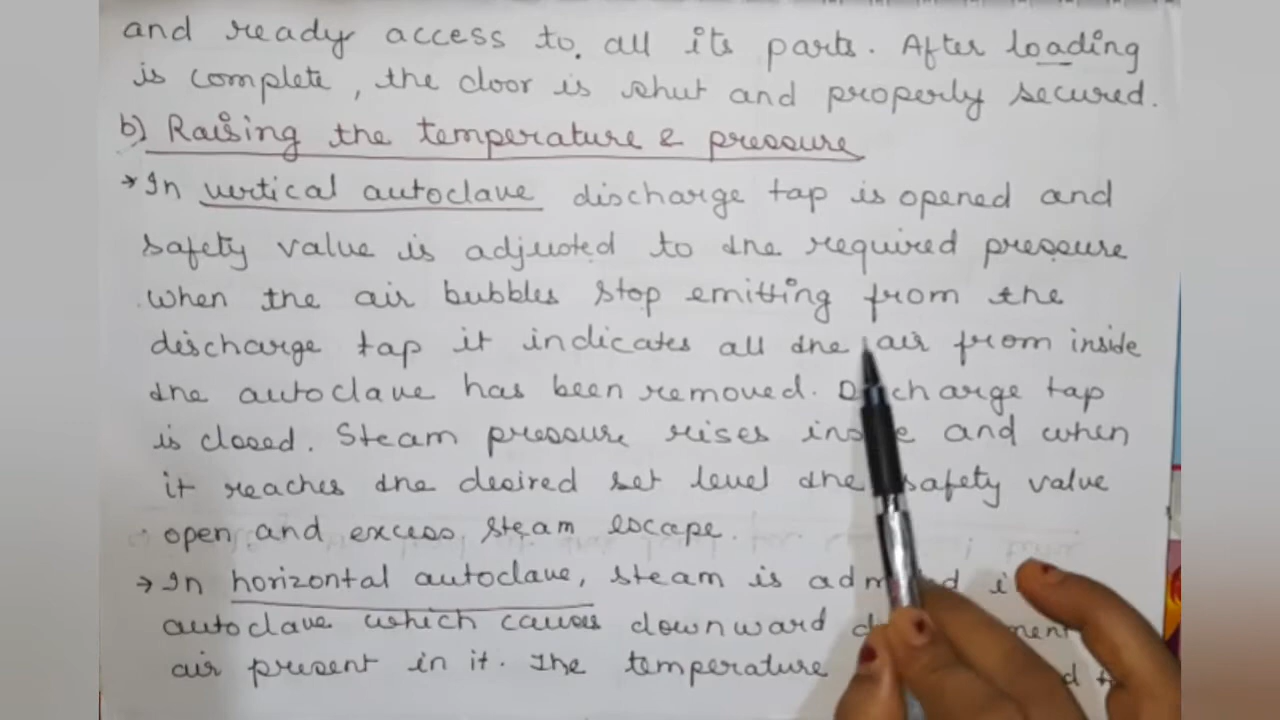 and ready access to all its parts. After loading
is complete, the door is shut and properly secured.
b) Raising the temperature & pressure
→ In vertical autoclave discharge tap is opened and
safety value is adjusted to the required pressure
when the air bubbles stop emitting from the
discharge tap it indicates all the air from inside
the autoclave has been removed. tap
is closed. Steam pressure rises and when
it reaches the desired set level the safety value
open and excess steam escape.
→ In horizontal autoclave, steam is
autoclave which causes downward
air present in it. The temperature